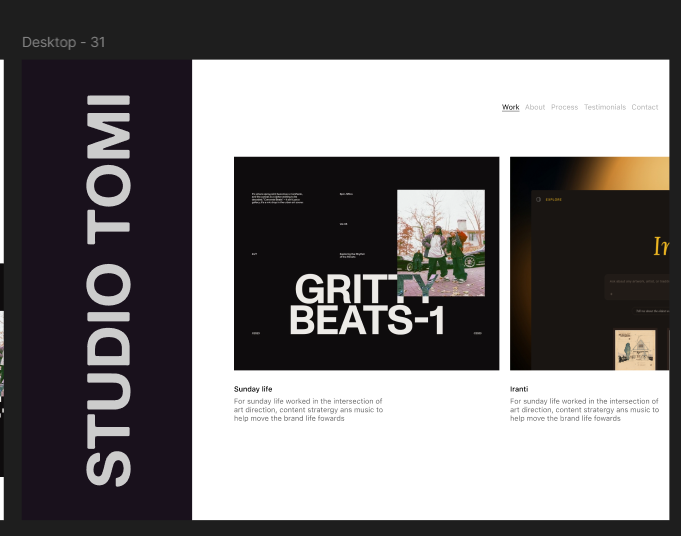 Desktop - 31
STUDIO TOMI
Work About Process Testimonials Contact
GRITTY
BEATS-1
EXPLORE
Sunday life
For sunday life worked in the intersection of
art direction, content stratergy ans music to
help move the brand life fowards
Iranti
For sunday life worked in the intersection of
art direction, content stratergy ans music to
help move the brand life fowards